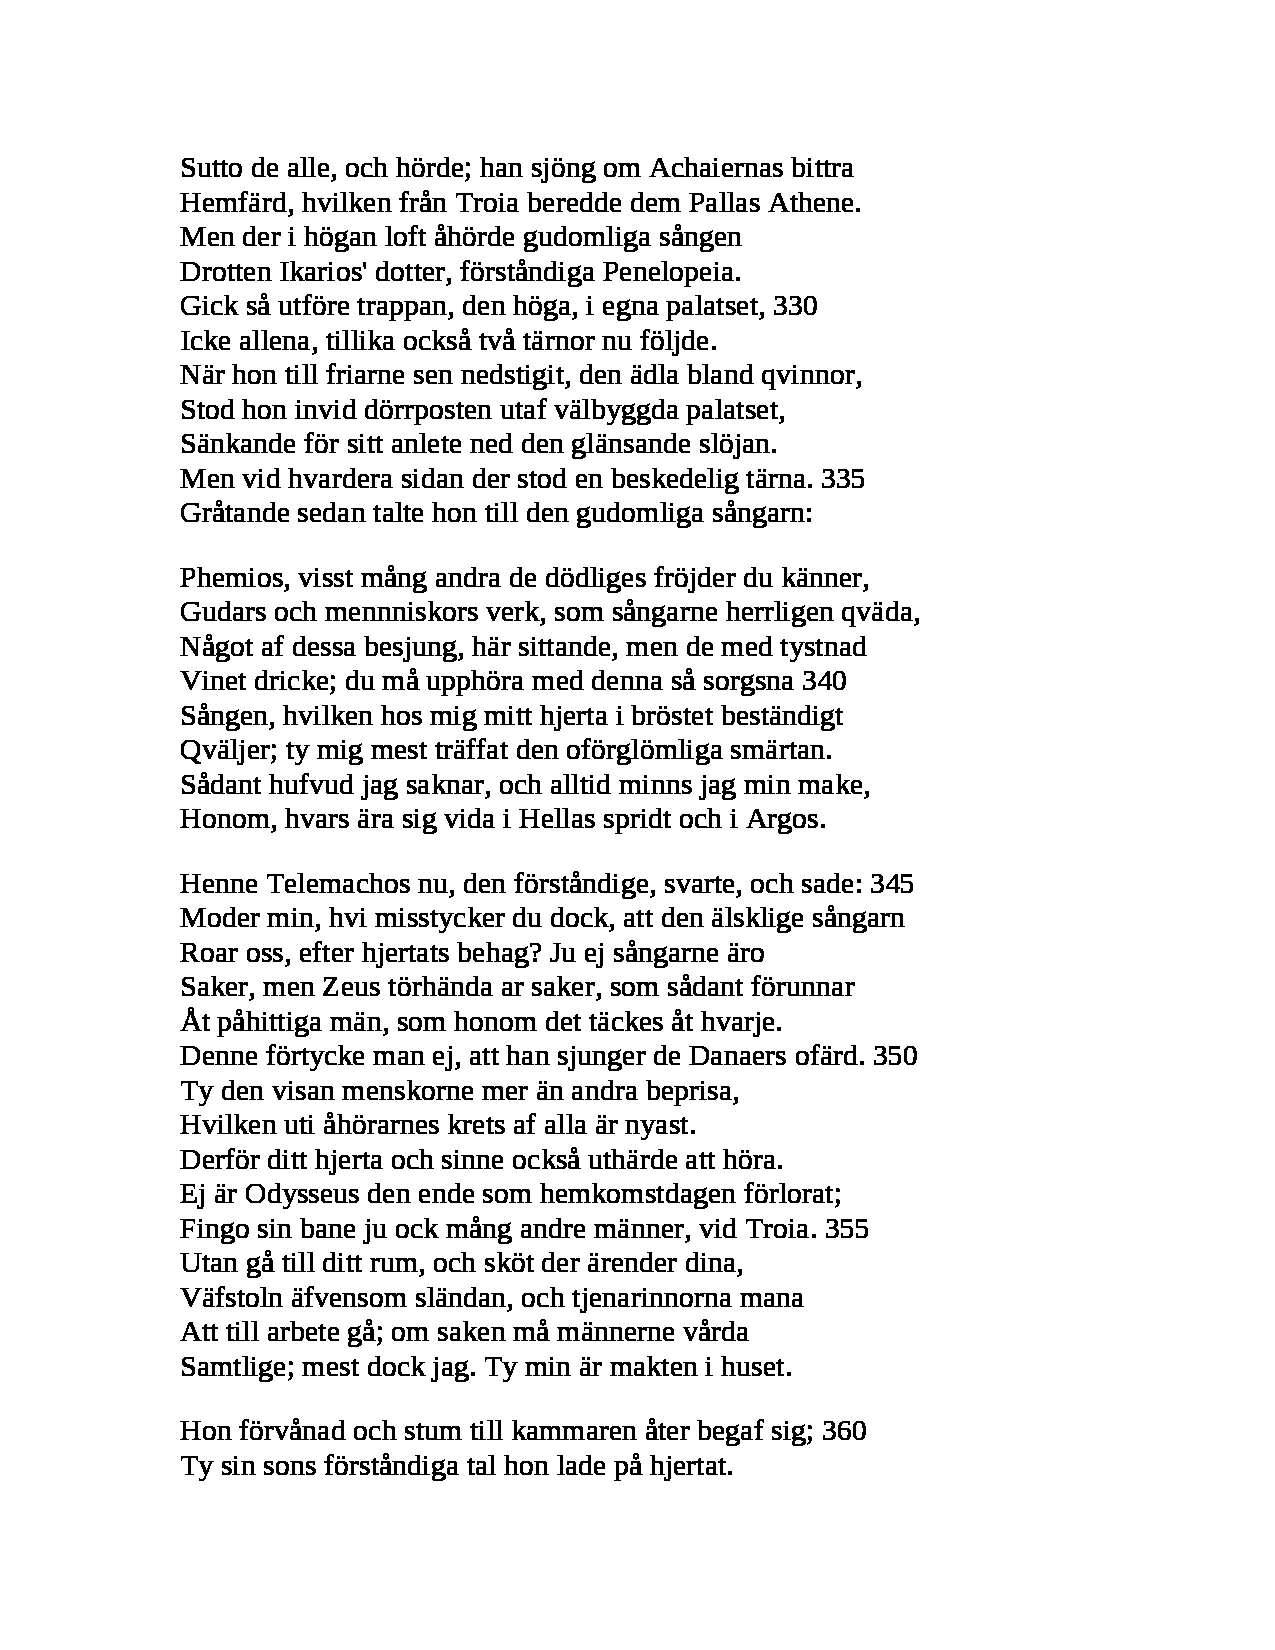 Sutto de alle, och hörde; han sjöng om Achaiernas bittra
Hemfärd, hvilken från Troia beredde dem Pallas Athene.
Men der i högan loft åhörde gudomliga sången
Drotten Ikarios' dotter, förståndiga Penelopeia.
Gick så utföre trappan, den höga, i egna palatset, 330
Icke allena, tillika också två tärnor nu följde.
När hon till friarne sen nedstigit, den ädla bland qvinnor,
Stod hon invid dörrposten utaf välbyggda palatset,
Sänkande för sitt anlete ned den glänsande slöjan.
Men vid hvardera sidan der stod en beskedelig tärna. 335
Gråtande sedan talte hon till den gudomliga sångarn:
Phemios, visst mång andra de dödliges fröjder du känner,
Gudars och mennniskors verk, som sångarne herrligen qväda,
Något af dessa besjung, här sittande, men de med tystnad
Vinet dricke; du må upphöra med denna så sorgsna 340
Sången, hvilken hos mig mitt hjerta i bröstet beständigt
Qväljer; ty mig mest träffat den oförglömliga smärtan.
Sådant hufvud jag saknar, och alltid minns jag min make,
Honom, hvars ära sig vida i Hellas spridt och i Argos.
Henne Telemachos nu, den förståndige, svarte, och sade: 345
Moder min, hvi misstycker du dock, att den älsklige sångarn
Roar oss, efter hjertats behag? Ju ej sångarne äro
Saker, men Zeus törhända ar saker, som sådant förunnar
Åt påhittiga män, som honom det täckes åt hvarje.
Denne förtycke man ej, att han sjunger de Danaers ofärd. 350
Ty den visan menskorne mer än andra beprisa,
Hvilken uti åhörarnes krets af alla är nyast.
Derför ditt hjerta och sinne också uthärde att höra.
Ej är Odysseus den ende som hemkomstdagen förlorat;
Fingo sin bane ju ock mång andre männer, vid Troia. 355
Utan gå till ditt rum, och sköt der ärender dina,
Väfstoln äfvensom sländan, och tjenarinnorna mana
Att till arbete gå; om saken må männerne vårda
Samtlige; mest dock jag. Ty min är makten i huset.
Hon förvånad och stum till kammaren åter begaf sig; 360
Ty sin sons förståndiga tal hon lade på hjertat.